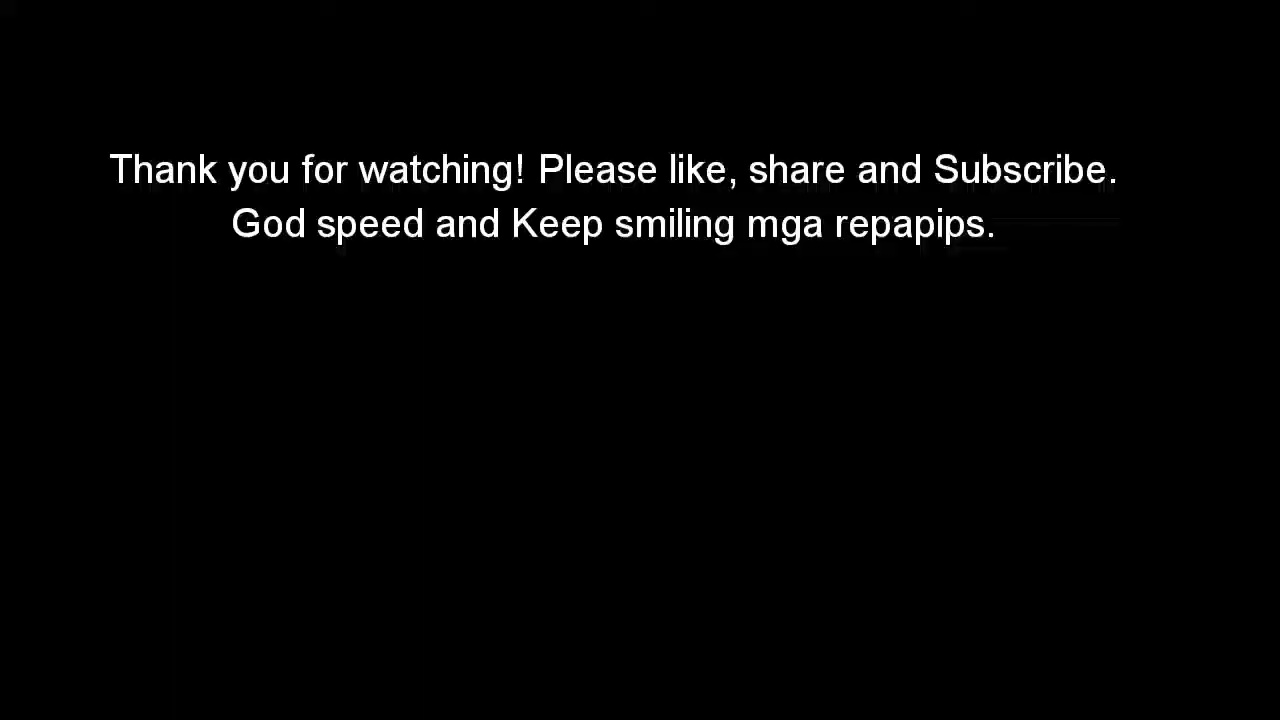 Thank you for watching! Please like, share and Subscribe.
God speed and Keep smiling mga repapips.